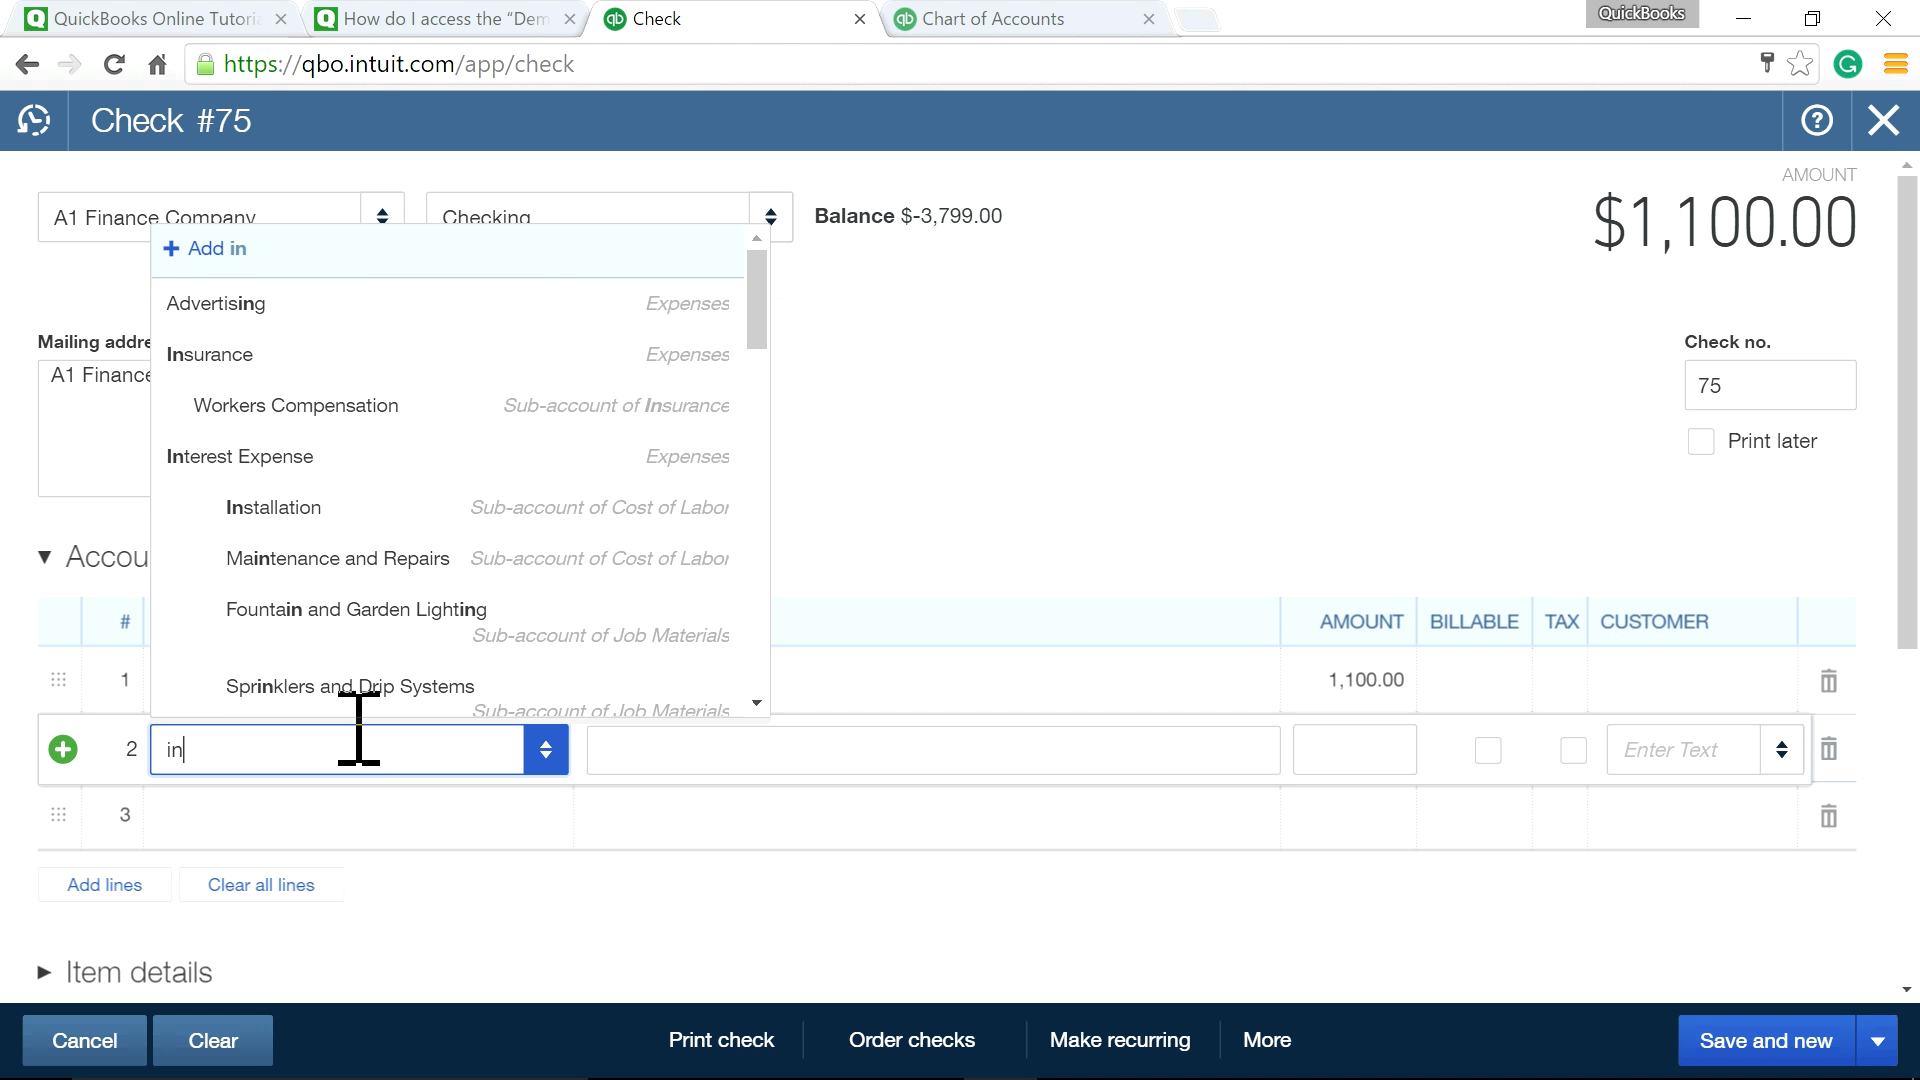 QuickBooks Online Tutoria
How do I access the "Dem
Check
Chart of Accounts
QuickBooks
https://qbo.intuit.com/app/check
Check #75
AMOUNT
$1,100.00
A1 Finance Company
Checking
Balance $-3,799.00
+ Add in
Advertising Expenses
Insurance Expenses
Workers Compensation Sub-account of Insurance
Interest Expense Expenses
Installation Sub-account of Cost of Labor
Maintenance and Repairs Sub-account of Cost of Labor
Fountain and Garden Lighting
Sub-account of Job Materials
Sprinklers and Drip Systems
Sub-account of Job Materials
Mailing addre
A1 Finance
Check no.
75
Print later
Accou
# AMOUNT BILLABLE TAX CUSTOMER
1 1,100.00
2 in Enter Text
3
Add lines Clear all lines
Item details
Cancel Clear Print check Order checks Make recurring More Save and new